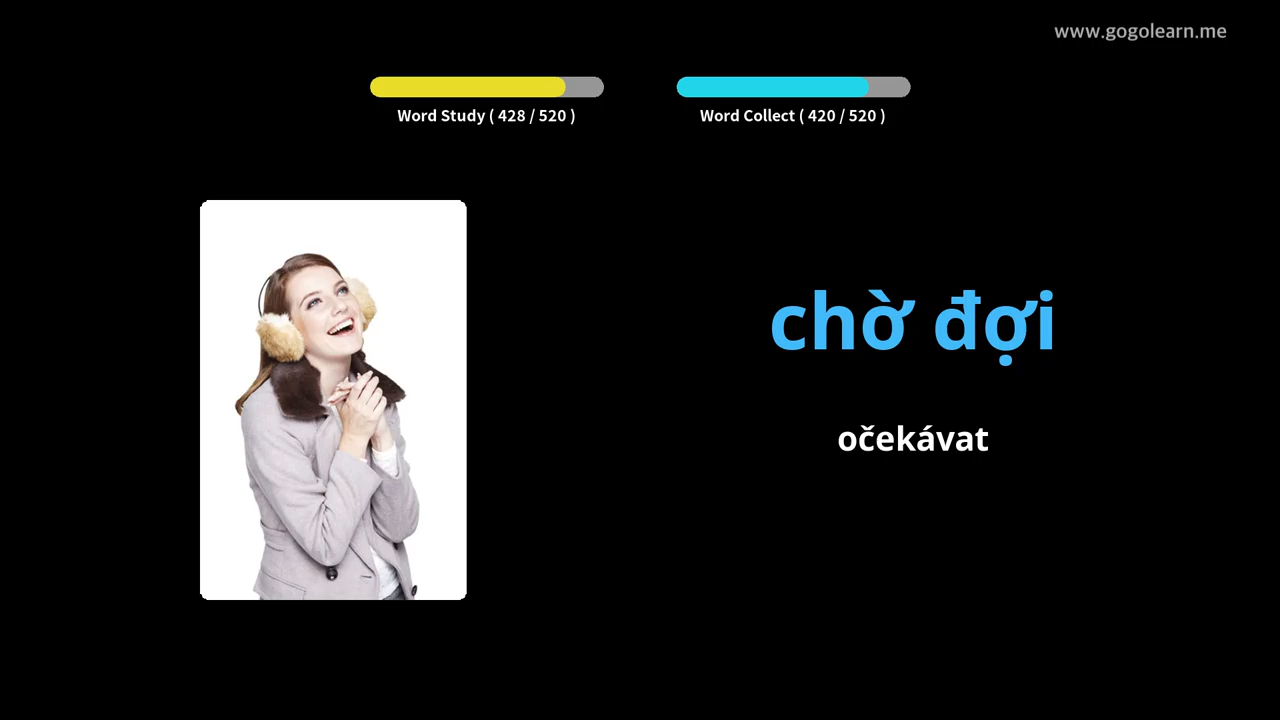 www.gogolearn.me
Word Study ( 428 / 520 )
Word Collect ( 420 / 520 )
chờ đợi
očekávat